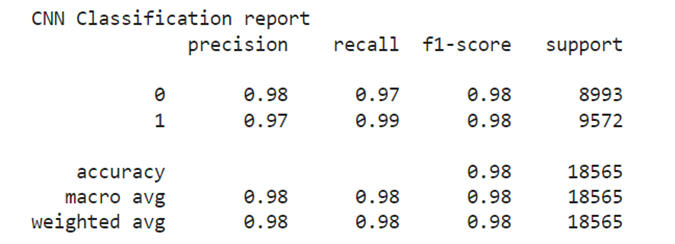 CNN Classification report
precision recall f1-score support
0 0.98 0.97 0.98 8993
1 0.97 0.99 0.98 9572
accuracy 0.98 18565
macro avg 0.98 0.98 0.98 18565
weighted avg 0.98 0.98 0.98 18565